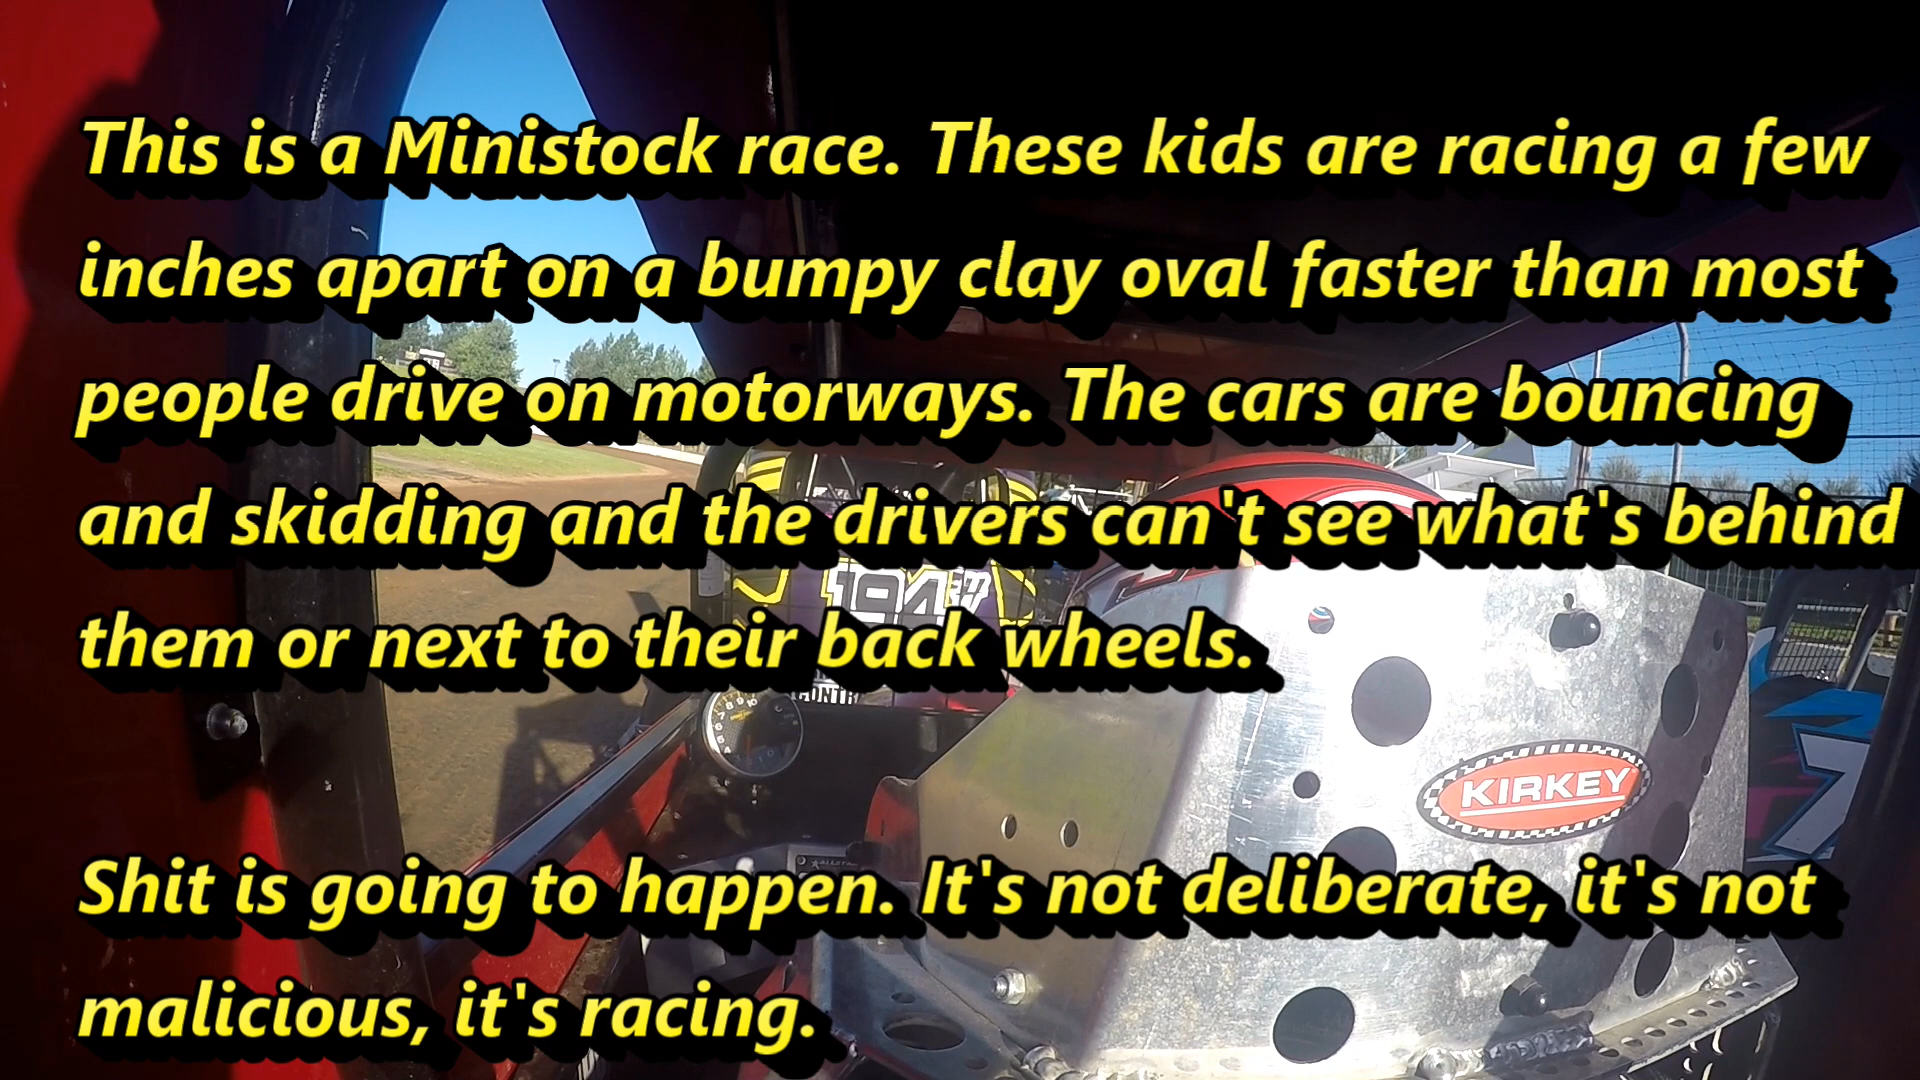 This is a Ministock race. These kids are racing a few
inches apart on a bumpy clay oval faster than most
people drive on motorways. The cars are bouncing
and skidding and the drivers can't see what's behind
them or next to their back wheels.
194
KIRKEY
Shit is going to happen. It's not deliberate, it's not
malicious, it's racing.